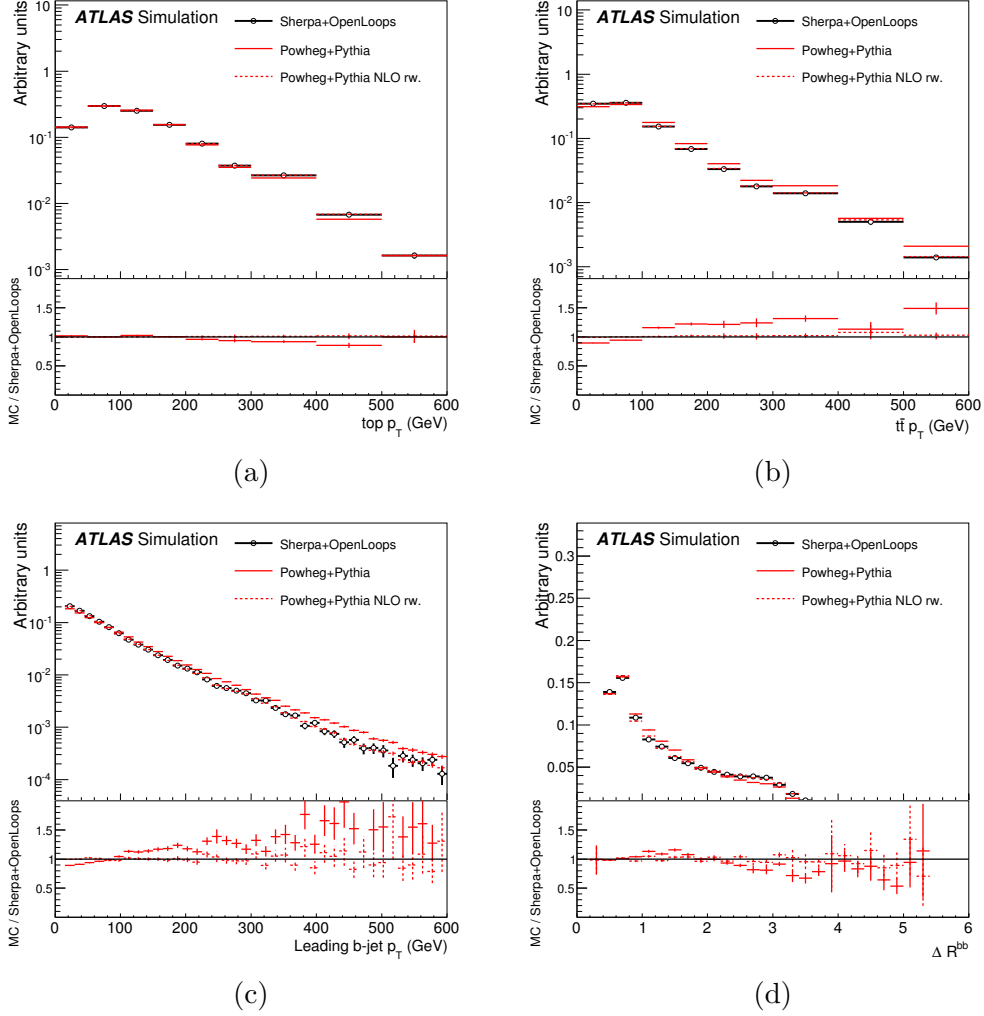 ATLAS Simulation
Sherpa+OpenLoops
Powheg+Pythia
Powheg+Pythia NLO rw.
Arbitrary units
10
1
10⁻¹
10⁻²
10⁻³
MC / Sherpa+OpenLoops
1.5
1
0.5
0 100 200 300 400 500 600
top p_T (GeV)
(a)
ATLAS Simulation
Sherpa+OpenLoops
Powheg+Pythia
Powheg+Pythia NLO rw.
Arbitrary units
10
1
10⁻¹
10⁻²
10⁻³
MC / Sherpa+OpenLoops
1.5
1
0.5
0 100 200 300 400 500 600
tt̄ p_T (GeV)
(b)
ATLAS Simulation
Sherpa+OpenLoops
Powheg+Pythia
Powheg+Pythia NLO rw.
Arbitrary units
1
10⁻¹
10⁻²
10⁻³
10⁻⁴
MC / Sherpa+OpenLoops
1.5
1
0.5
0 100 200 300 400 500 600
Leading b-jet p_T (GeV)
(c)
ATLAS Simulation
Sherpa+OpenLoops
Powheg+Pythia
Powheg+Pythia NLO rw.
Arbitrary units
0.3
0.25
0.2
0.15
0.1
0.05
MC / Sherpa+OpenLoops
1.5
1
0.5
0 1 2 3 4 5 6
Δ R^bb
(d)